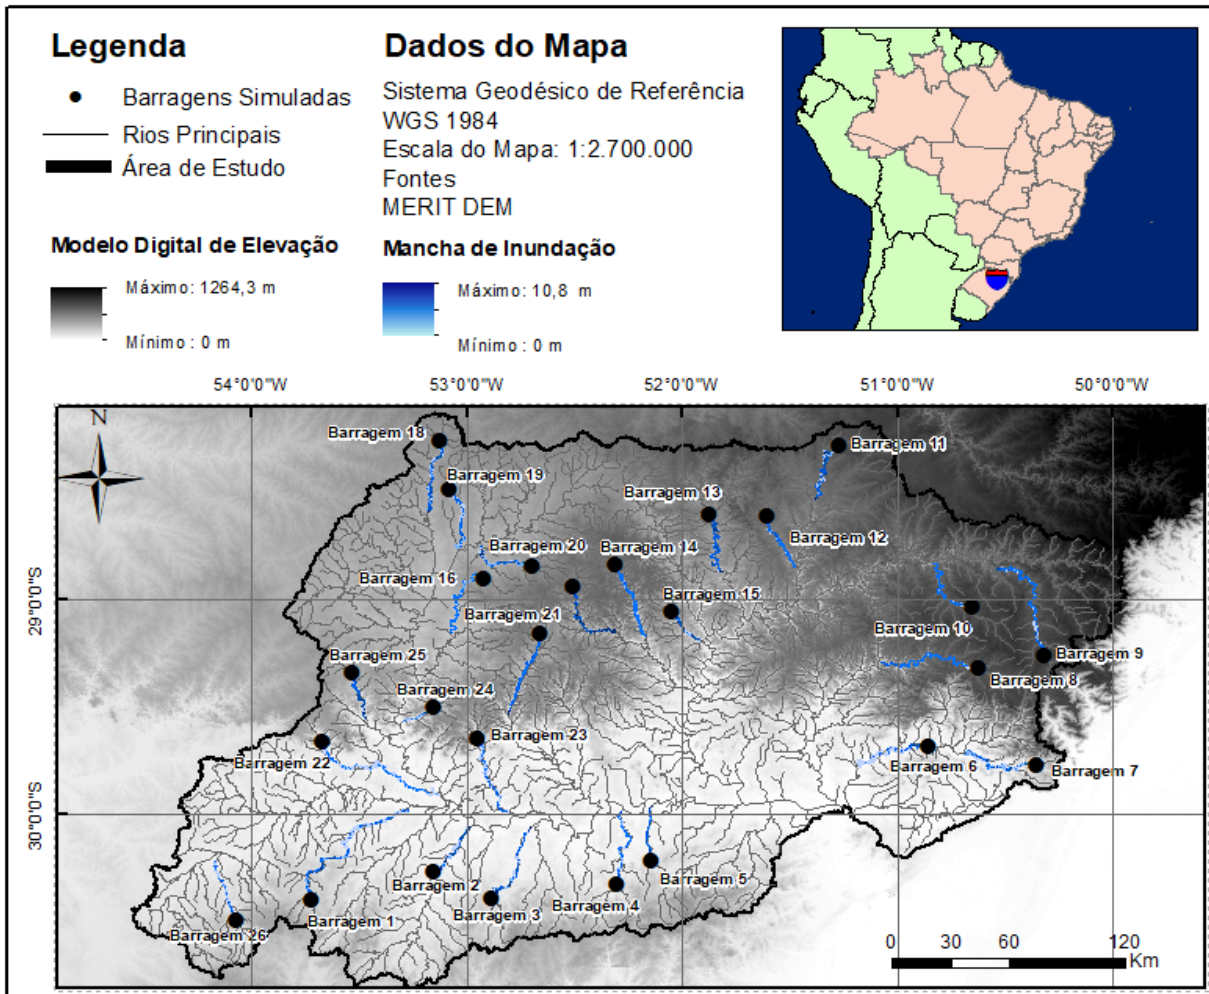 Legenda
Barragens Simuladas
Rios Principais
Área de Estudo
Modelo Digital de Elevação
Máximo: 1264,3 m
Mínimo : 0 m
Dados do Mapa
Sistema Geodésico de Referência
WGS 1984
Escala do Mapa: 1:2.700.000
Fontes
MERIT DEM
Mancha de Inundação
Máximo: 10,8 m
Mínimo : 0 m
54°0'0"W 53°0'0"W 52°0'0"W 51°0'0"W 50°0'0"W
N
29°0'0"S
30°0'0"S
Barragem 18
Barragem 11
Barragem 19
Barragem 13
Barragem 12
Barragem 20
Barragem 14
Barragem 16
Barragem 15
Barragem 21
Barragem 10
Barragem 9
Barragem 25
Barragem 8
Barragem 24
Barragem 23
Barragem 22
Barragem 6
Barragem 7
Barragem 5
Barragem 2
Barragem 4
Barragem 3
Barragem 1
Barragem 26
0 30 60 120
Km